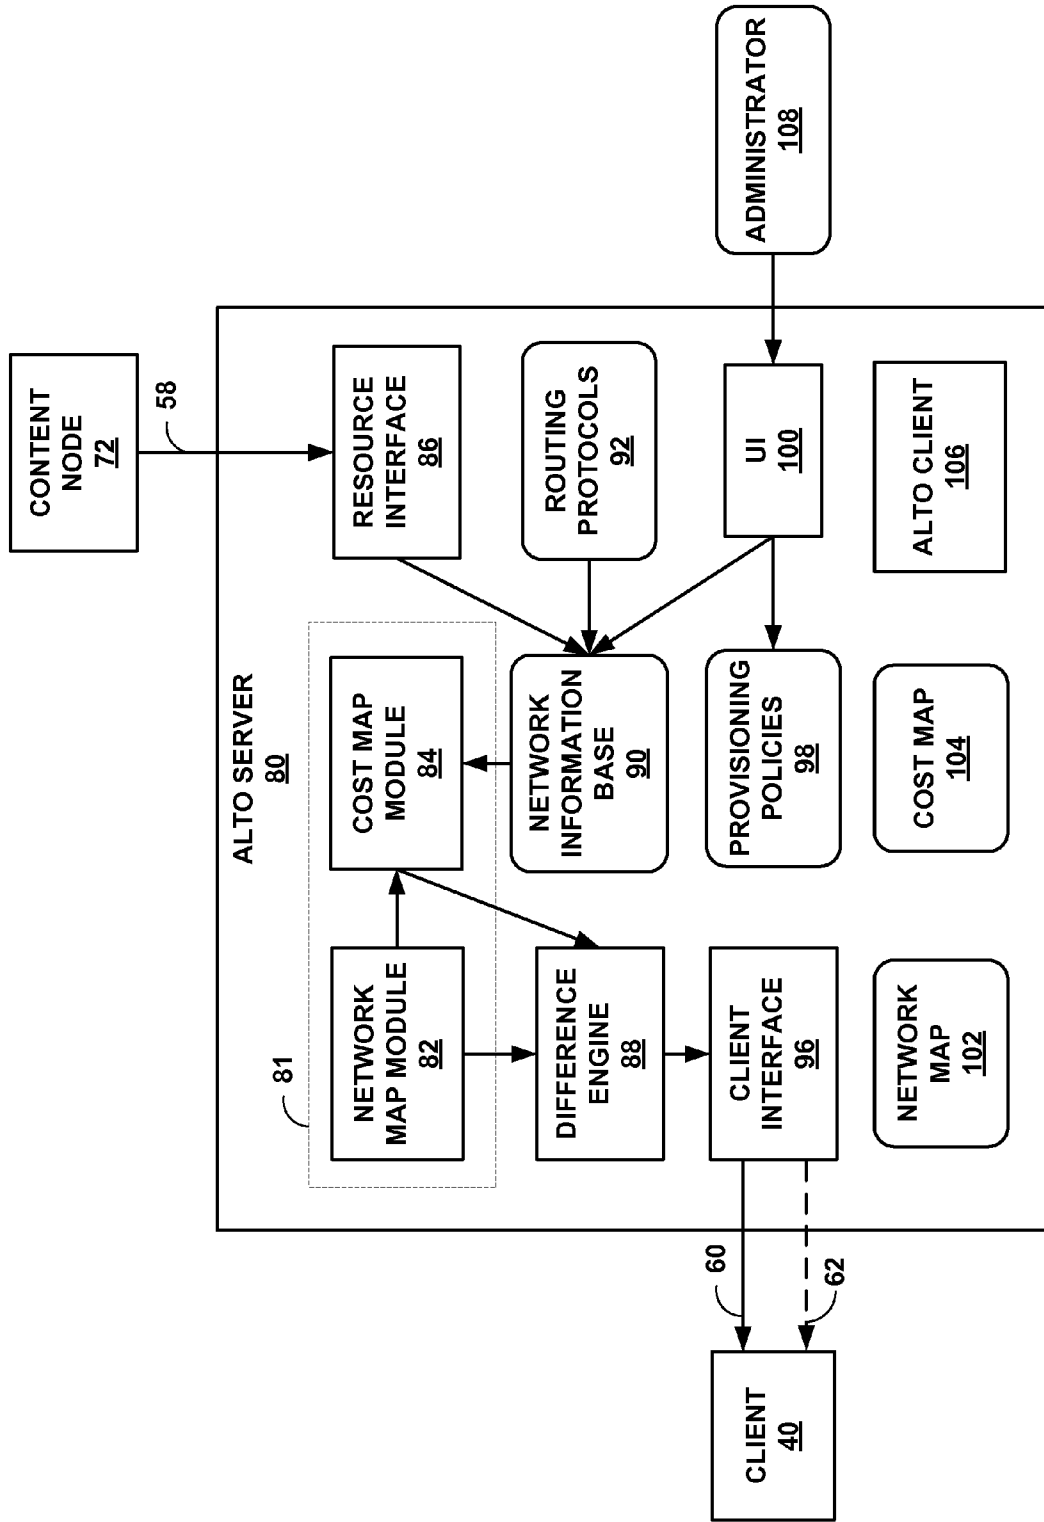 CONTENT
NODE
72
58
ALTO SERVER
80
81
NETWORK
MAP MODULE
82
COST MAP
MODULE
84
RESOURCE
INTERFACE
86
DIFFERENCE
ENGINE
88
NETWORK
INFORMATION
BASE
90
ROUTING
PROTOCOLS
92
60
62
CLIENT
40
CLIENT
INTERFACE
96
PROVISIONING
POLICIES
98
UI
100
ADMINISTRATOR
108
NETWORK
MAP
102
COST MAP
104
ALTO CLIENT
106